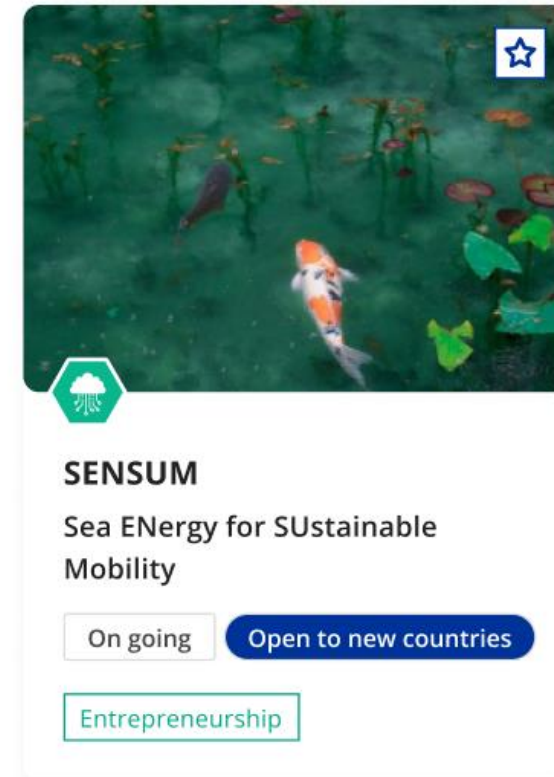 SENSUM
Sea ENergy for SUstainable
Mobility
On going
Open to new countries
Entrepreneurship